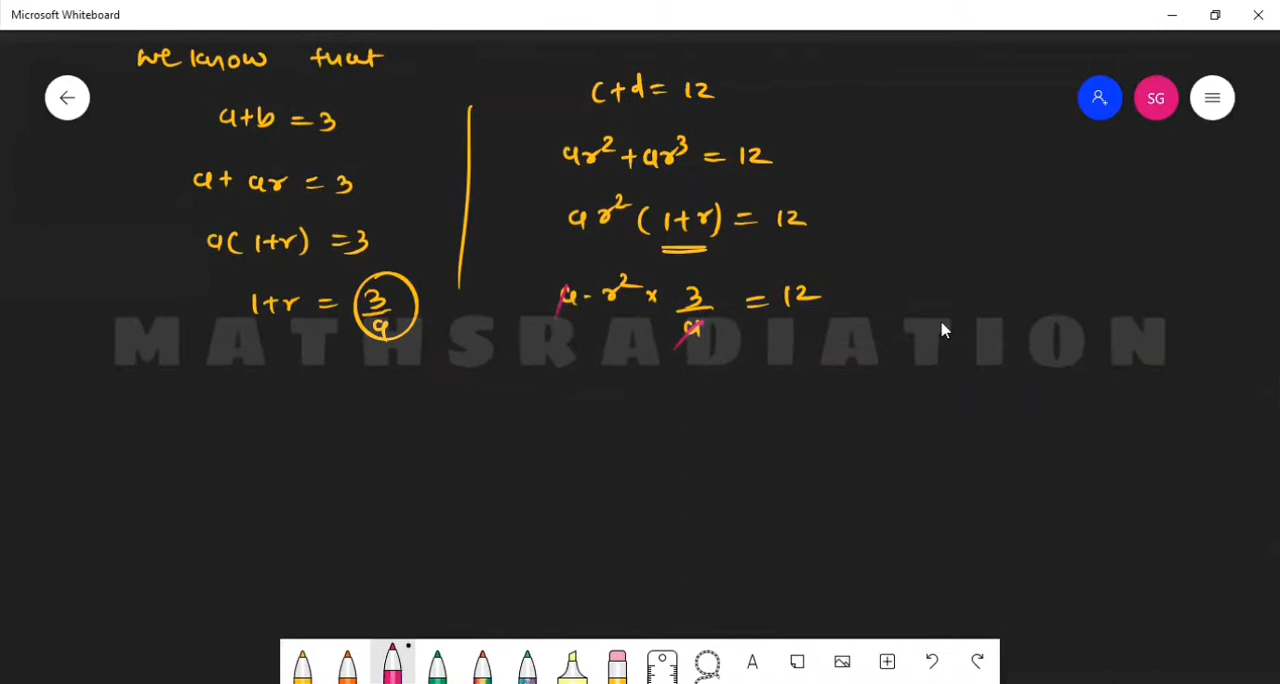 Microsoft Whiteboard
we know that
a+b = 3
a + ar = 3
a(1+r) = 3
1+r = 3/a
c+d = 12
ar² + ar³ = 12
ar²(1+r) = 12
a · r² × 3/a = 12
SG
MATHSRADIATION
A